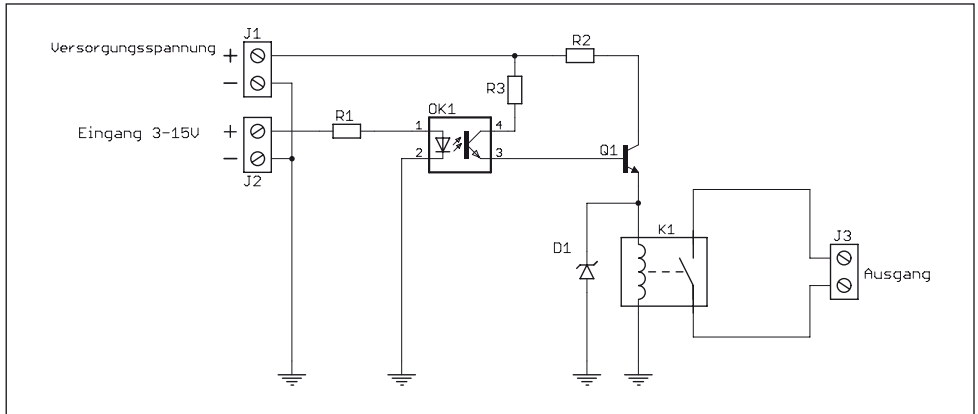 J1
Versorgungsspannung + -
R2
R3
OK1
R1
1 4
2 3
Eingang 3-15V + -
J2
Q1
K1
D1
J3
Ausgang